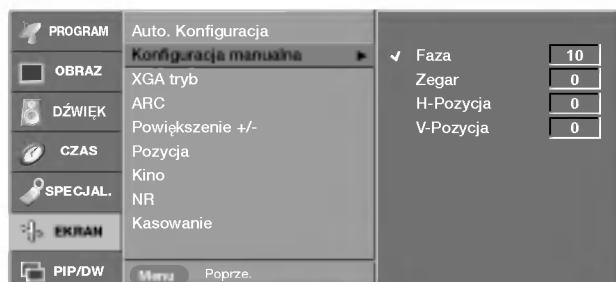 PROGRAM
OBRAZ
DŹWIĘK
CZAS
SPECJAL.
EKRAN
PIP/DW
Auto. Konfiguracja
Konfiguracja manualna
XGA tryb
ARC
Powiększenie +/-
Pozycja
Kino
NR
Kasowanie
Menu Poprze.
Faza 10
Zegar 0
H-Pozycja 0
V-Pozycja 0